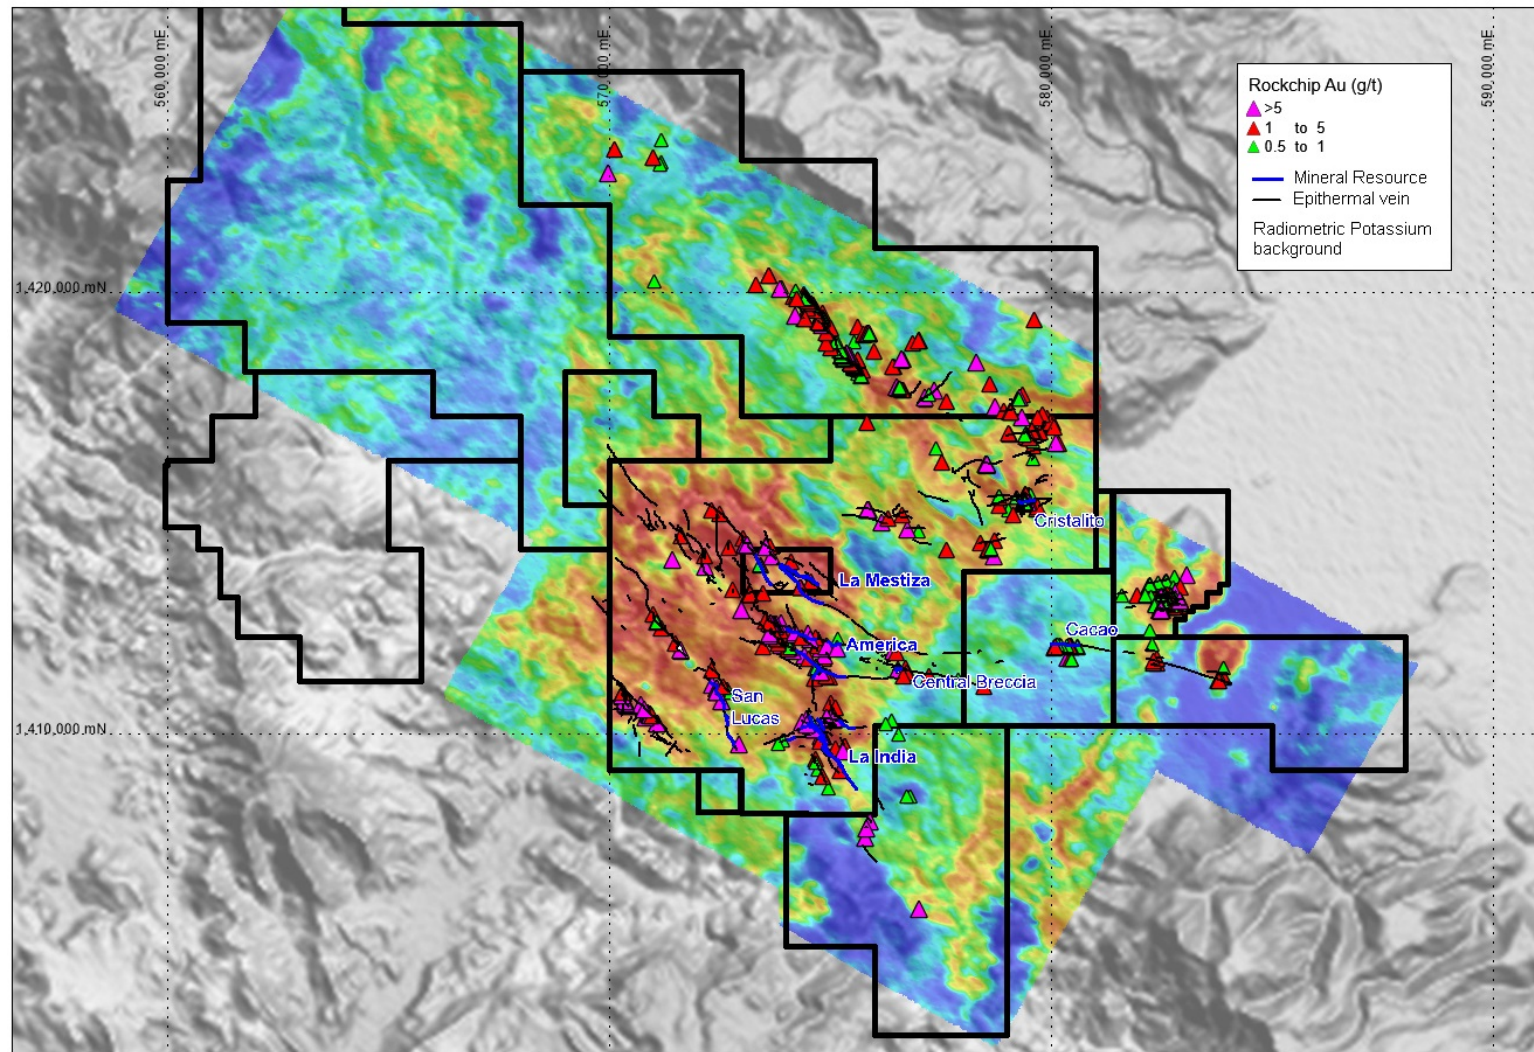 560,000 mE
570,000 mE
580,000 mE
590,000 mE
Rockchip Au (g/t)
>5
1 to 5
0.5 to 1
Mineral Resource
Epithermal vein
Radiometric Potassium
background
1,420,000 mN
Cristalito
La Mestiza
Cacao
America
Central Breccia
San
Lucas
1,410,000 mN
La India